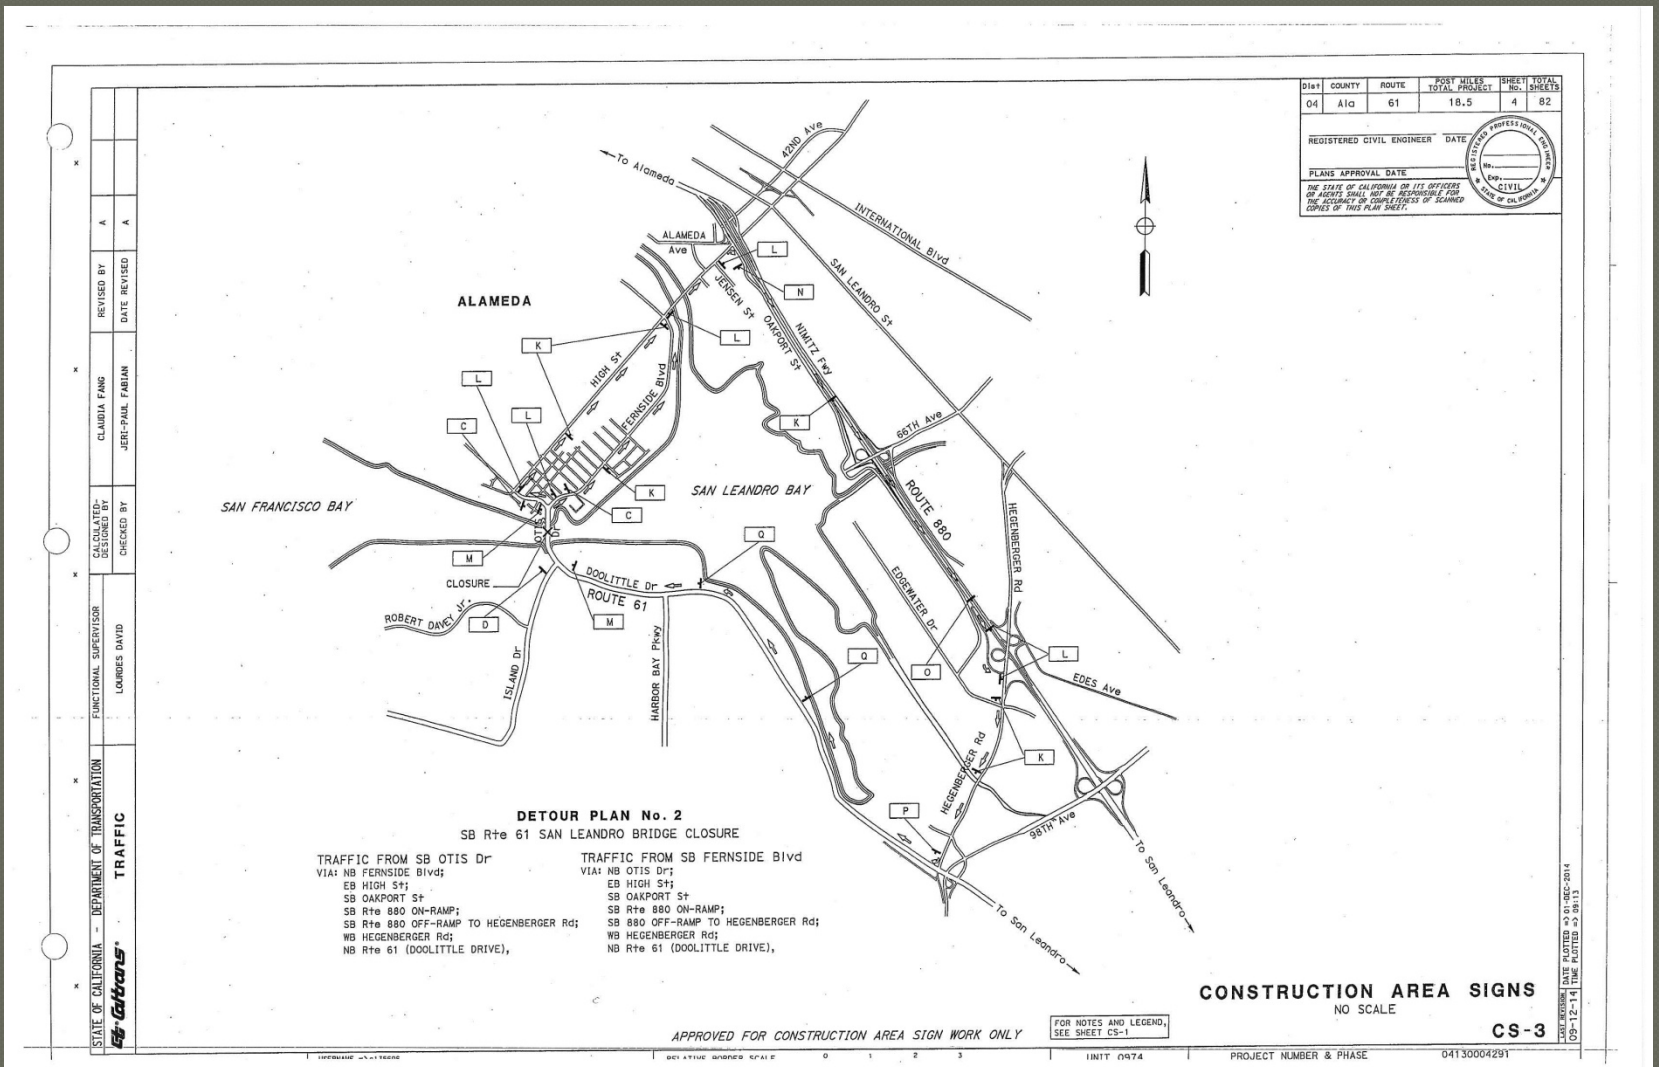 Dist COUNTY ROUTE POST MILES TOTAL PROJECT SHEET No. TOTAL SHEETS
04 Ala 61 18.5 4 82
REGISTERED CIVIL ENGINEER DATE
PLANS APPROVAL DATE
THE STATE OF CALIFORNIA OR ITS OFFICERS
OR AGENTS SHALL NOT BE RESPONSIBLE FOR
THE ACCURACY OR COMPLETENESS OF SCANNED
COPIES OF THIS PLAN SHEET.
REGISTERED PROFESSIONAL ENGINEER
No.
Exp.
CIVIL
STATE OF CALIFORNIA
To Alameda
42ND Ave
INTERNATIONAL Blvd
ALAMEDA
Ave
L
JENSEN St
N
SAN LEANDRO St
ALAMEDA
OAKPORT St
NIMITZ Fwy
L
K
HIGH St
L
FERNSIDE Blvd
L
C
K
66TH Ave
SAN FRANCISCO BAY
SAN LEANDRO BAY
K
C
ROUTE 880
HEGENBERGER Rd
OTIS Dr
Q
M
CLOSURE
DOOLITTLE Dr
ROUTE 61
EDGEWATER Dr
ROBERT DAVEY Jr.
D
M
ISLAND Dr
HARBOR BAY Pkwy
Q
O
L
EDES Ave
K
HEGENBERGER Rd
P
98TH Ave
To San Leandro
To San Leandro
DETOUR PLAN No. 2
SB Rte 61 SAN LEANDRO BRIDGE CLOSURE
TRAFFIC FROM SB OTIS Dr
VIA: NB FERNSIDE Blvd;
EB HIGH St;
SB OAKPORT St
SB Rte 880 ON-RAMP;
SB Rte 880 OFF-RAMP TO HEGENBERGER Rd;
WB HEGENBERGER Rd;
NB Rte 61 (DOOLITTLE DRIVE),
TRAFFIC FROM SB FERNSIDE Blvd
VIA: NB OTIS Dr;
EB HIGH St;
SB OAKPORT St
SB Rte 880 ON-RAMP;
SB 880 OFF-RAMP TO HEGENBERGER Rd;
WB HEGENBERGER Rd;
NB Rte 61 (DOOLITTLE DRIVE),
CONSTRUCTION AREA SIGNS
NO SCALE
CS-3
APPROVED FOR CONSTRUCTION AREA SIGN WORK ONLY
FOR NOTES AND LEGEND,
SEE SHEET CS-1
RELATIVE BORDER SCALE
0 1 2 3
UNIT 0974
PROJECT NUMBER & PHASE
04130004291
STATE OF CALIFORNIA - DEPARTMENT OF TRANSPORTATION
Caltrans
TRAFFIC
FUNCTIONAL SUPERVISOR
LOURDES DAVID
CALCULATED-
DESIGNED BY
CHECKED BY
CLAUDIA FANG
JERI-PAUL FABIAN
REVISED BY
DATE REVISED
A
A
LAST REVISION
09-12-14
DATE PLOTTED => 01-DEC-2014
TIME PLOTTED => 09:13